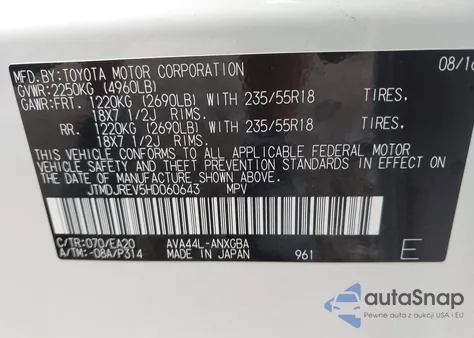 MFD.BY:TOYOTA MOTOR CORPORATION 08/16
GVWR:2250KG (4960LB)
GAWR:FRT. 1220KG (2690LB) WITH 235/55R18 TIRES.
18X7 1/2J RIMS.
RR. 1220KG (2690LB) WITH 235/55R18 TIRES.
18X7 1/2J RIMS.
THIS VEHICLE CONFORMS TO ALL APPLICABLE FEDERAL MOTOR
VEHICLE SAFETY AND THEFT PREVENTION STANDARDS IN EFFECT
ON THE DATE OF MANUFACTURE SHOWN ABOVE.
JTMDJREV5HD060643 MPV
C/TR:070/EA20 AVA44L-ANXGBA
A/TM:-08A/P314 MADE IN JAPAN 961 E
autoSnap
Pewne auta z aukcji w USA i EU